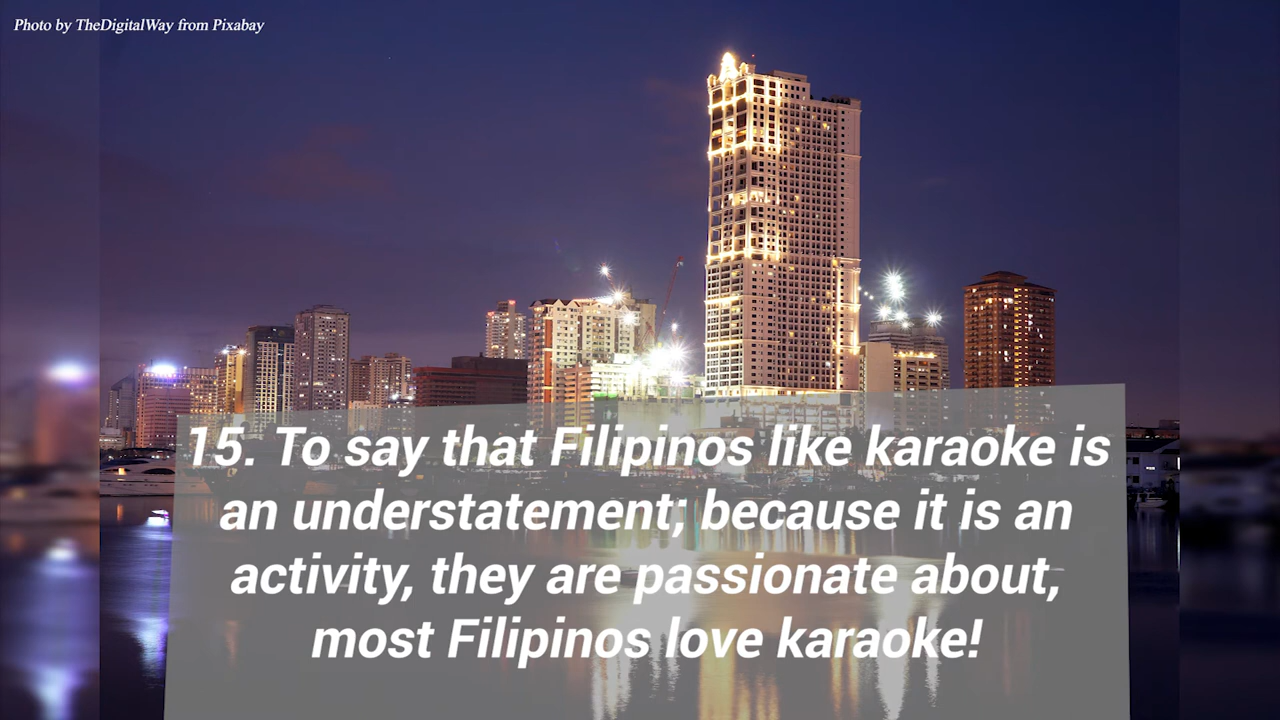 Photo by TheDigitalWay from Pixabay
15. To say that Filipinos like karaoke is
an understatement; because it is an
activity, they are passionate about,
most Filipinos love karaoke!